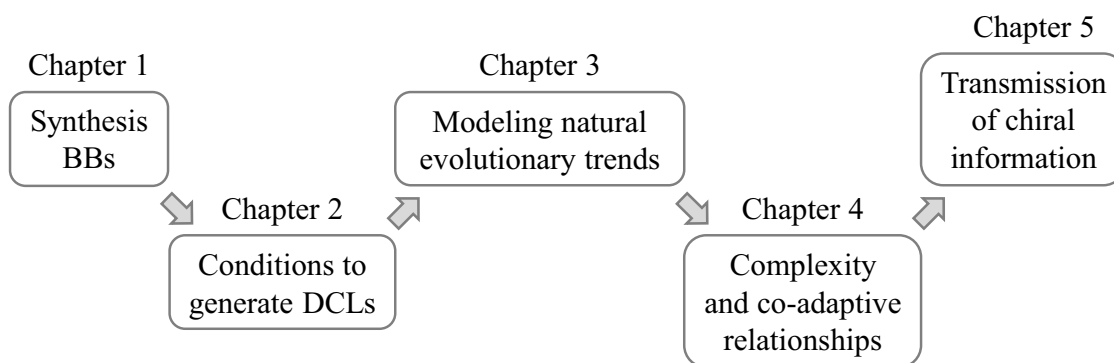 Chapter 1
Synthesis
BBs
Chapter 2
Conditions to
generate DCLs
Chapter 3
Modeling natural
evolutionary trends
Chapter 4
Complexity
and co-adaptive
relationships
Chapter 5
Transmission
of chiral
information